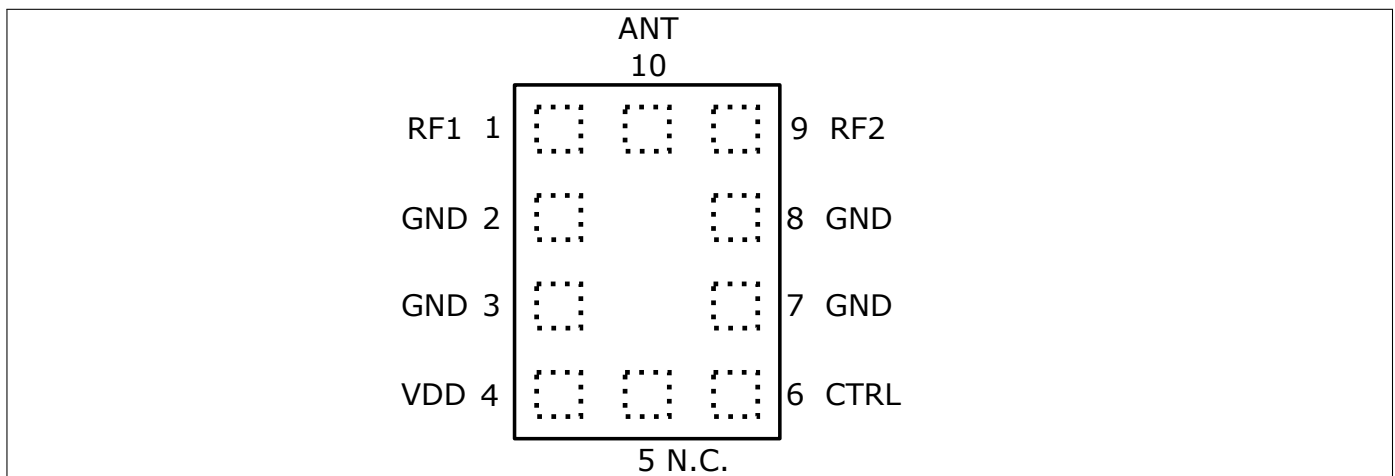 ANT
10
RF1 1
9 RF2
GND 2
8 GND
GND 3
7 GND
VDD 4
6 CTRL
5 N.C.